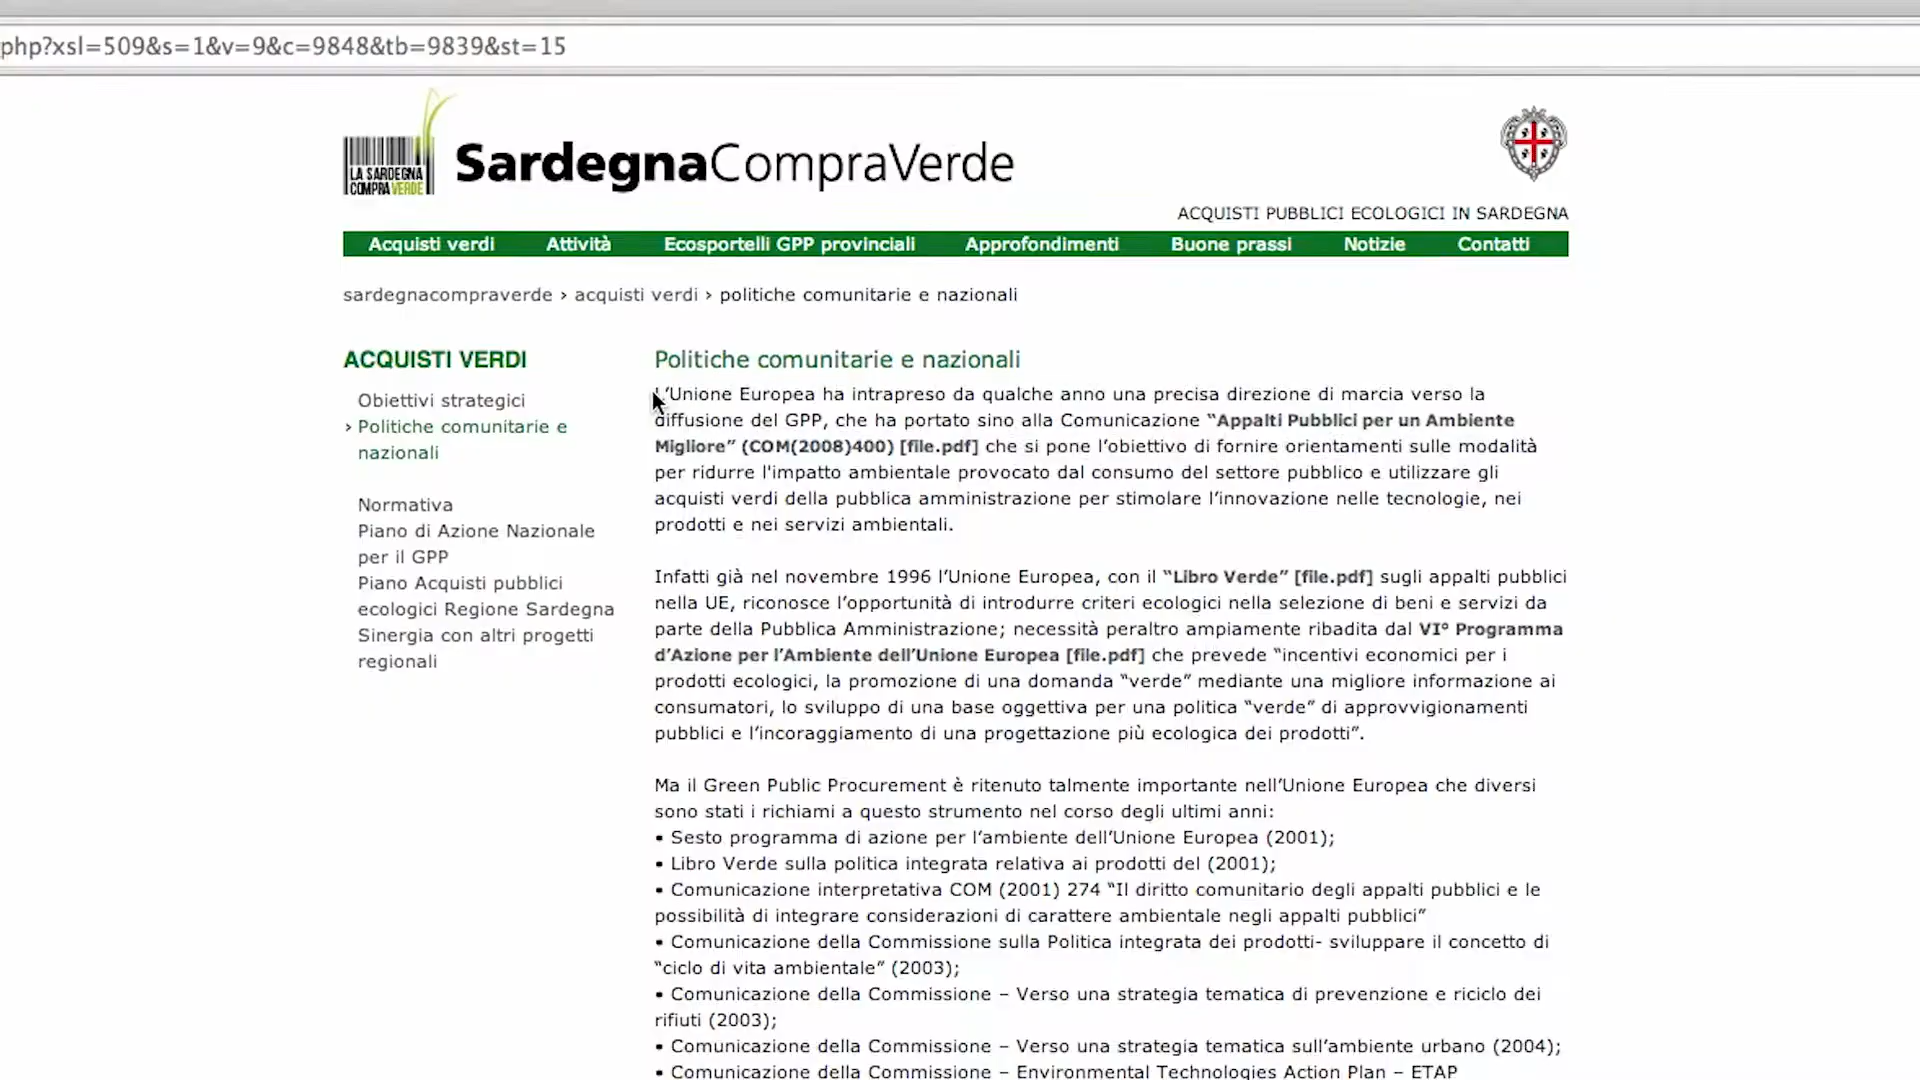 php?xsl=509&s=1&v=9&c=9848&tb=9839&st=15
LA SARDEGNA
COMPRAVERDE
SardegnaCompraVerde
ACQUISTI PUBBLICI ECOLOGICI IN SARDEGNA
Acquisti verdi Attività Ecosportelli GPP provinciali Approfondimenti Buone prassi Notizie Contatti
sardegnacompraverde › acquisti verdi › politiche comunitarie e nazionali
ACQUISTI VERDI
Obiettivi strategici
› Politiche comunitarie e
nazionali
Normativa
Piano di Azione Nazionale
per il GPP
Piano Acquisti pubblici
ecologici Regione Sardegna
Sinergia con altri progetti
regionali
Politiche comunitarie e nazionali
L’Unione Europea ha intrapreso da qualche anno una precisa direzione di marcia verso la
diffusione del GPP, che ha portato sino alla Comunicazione “Appalti Pubblici per un Ambiente
Migliore” (COM(2008)400) [file.pdf] che si pone l’obiettivo di fornire orientamenti sulle modalità
per ridurre l'impatto ambientale provocato dal consumo del settore pubblico e utilizzare gli
acquisti verdi della pubblica amministrazione per stimolare l’innovazione nelle tecnologie, nei
prodotti e nei servizi ambientali.
Infatti già nel novembre 1996 l’Unione Europea, con il “Libro Verde” [file.pdf] sugli appalti pubblici
nella UE, riconosce l’opportunità di introdurre criteri ecologici nella selezione di beni e servizi da
parte della Pubblica Amministrazione; necessità peraltro ampiamente ribadita dal VI° Programma
d’Azione per l’Ambiente dell’Unione Europea [file.pdf] che prevede “incentivi economici per i
prodotti ecologici, la promozione di una domanda “verde” mediante una migliore informazione ai
consumatori, lo sviluppo di una base oggettiva per una politica “verde” di approvvigionamenti
pubblici e l’incoraggiamento di una progettazione più ecologica dei prodotti”.
Ma il Green Public Procurement è ritenuto talmente importante nell’Unione Europea che diversi
sono stati i richiami a questo strumento nel corso degli ultimi anni:
▪ Sesto programma di azione per l’ambiente dell’Unione Europea (2001);
▪ Libro Verde sulla politica integrata relativa ai prodotti del (2001);
▪ Comunicazione interpretativa COM (2001) 274 “Il diritto comunitario degli appalti pubblici e le
possibilità di integrare considerazioni di carattere ambientale negli appalti pubblici”
▪ Comunicazione della Commissione sulla Politica integrata dei prodotti- sviluppare il concetto di
“ciclo di vita ambientale” (2003);
▪ Comunicazione della Commissione – Verso una strategia tematica di prevenzione e riciclo dei
rifiuti (2003);
▪ Comunicazione della Commissione – Verso una strategia tematica sull’ambiente urbano (2004);
▪ Comunicazione della Commissione – Environmental Technologies Action Plan – ETAP